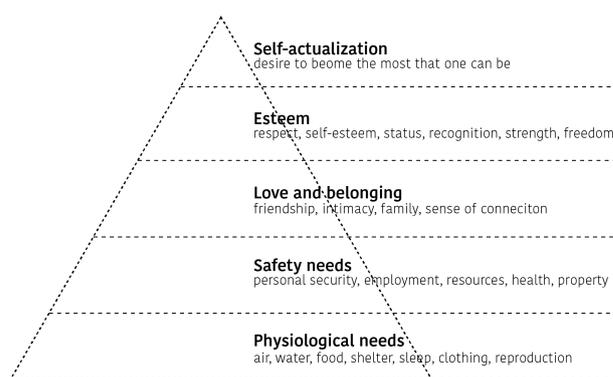 Self-actualization
desire to beome the most that one can be
Esteem
respect, self-esteem, status, recognition, strength, freedom
Love and belonging
friendship, intimacy, family, sense of conneciton
Safety needs
personal security, employment, resources, health, property
Physiological needs
air, water, food, shelter, sleep, clothing, reproduction